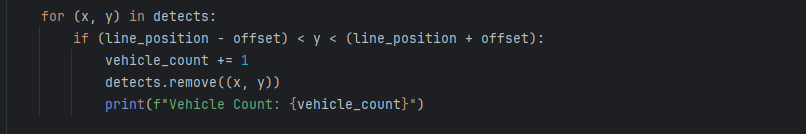 for (x, y) in detects:
    if (line_position - offset) < y < (line_position + offset):
        vehicle_count += 1
        detects.remove((x, y))
        print(f"Vehicle Count: {vehicle_count}")